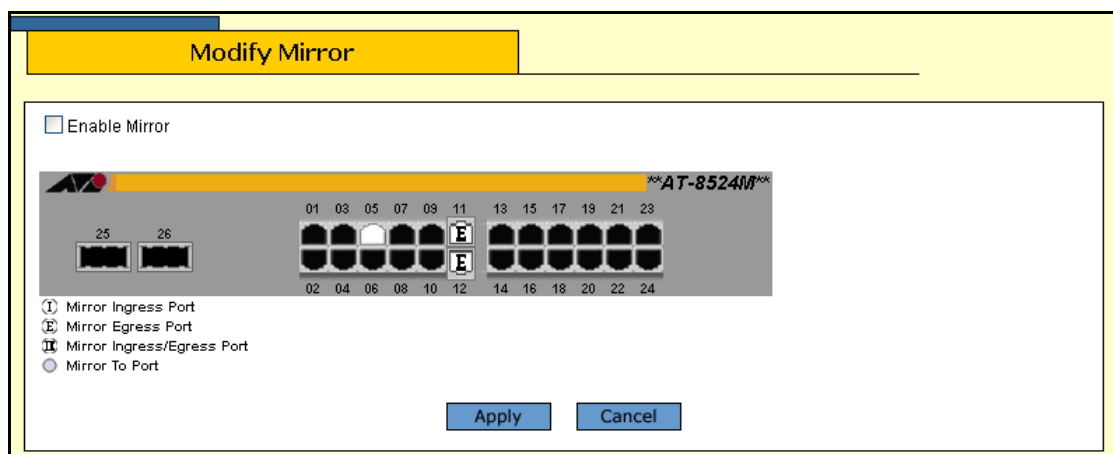 Modify Mirror
Enable Mirror
**AT-8524M**
01 03 05 07 09 11 13 15 17 19 21 23
25 26
E
E
02 04 06 08 10 12 14 16 18 20 22 24
I Mirror Ingress Port
E Mirror Egress Port
II Mirror Ingress/Egress Port
Mirror To Port
Apply Cancel